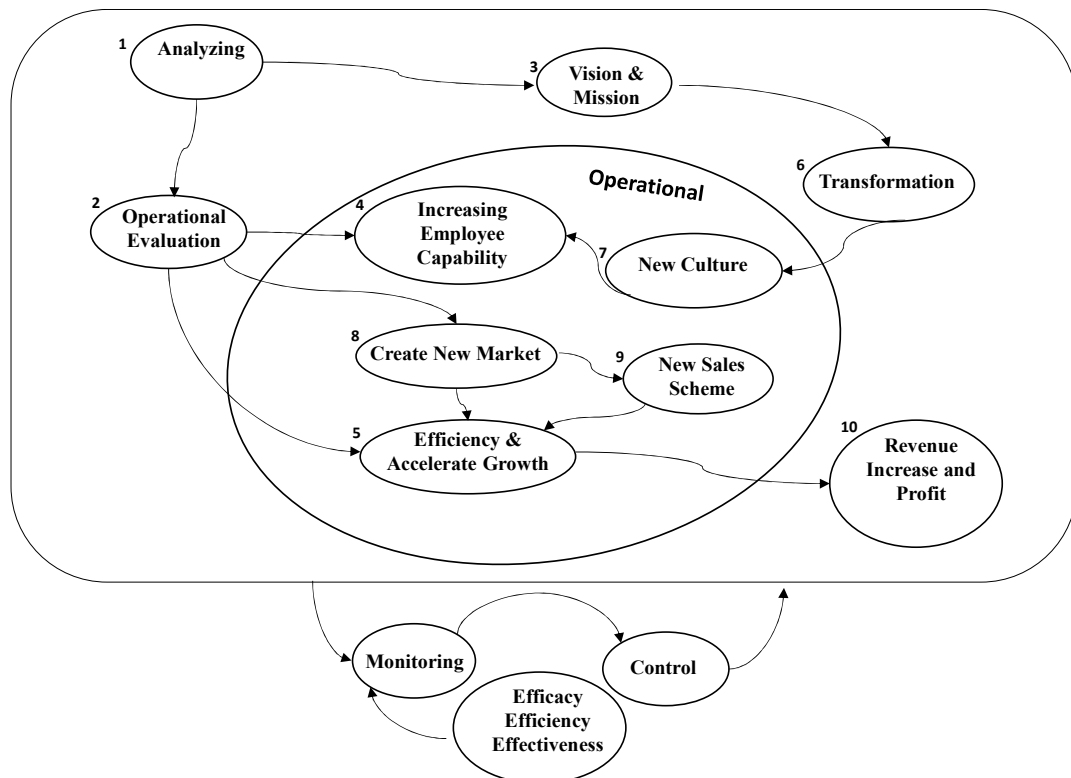 1
Analyzing
3
Vision &
Mission
6
Transformation
2
Operational
Evaluation
Operational
4
Increasing
Employee
Capability
7
New Culture
8
Create New Market
9
New Sales
Scheme
5
Efficiency &
Accelerate Growth
10
Revenue
Increase and
Profit
Monitoring
Control
Efficacy
Efficiency
Effectiveness